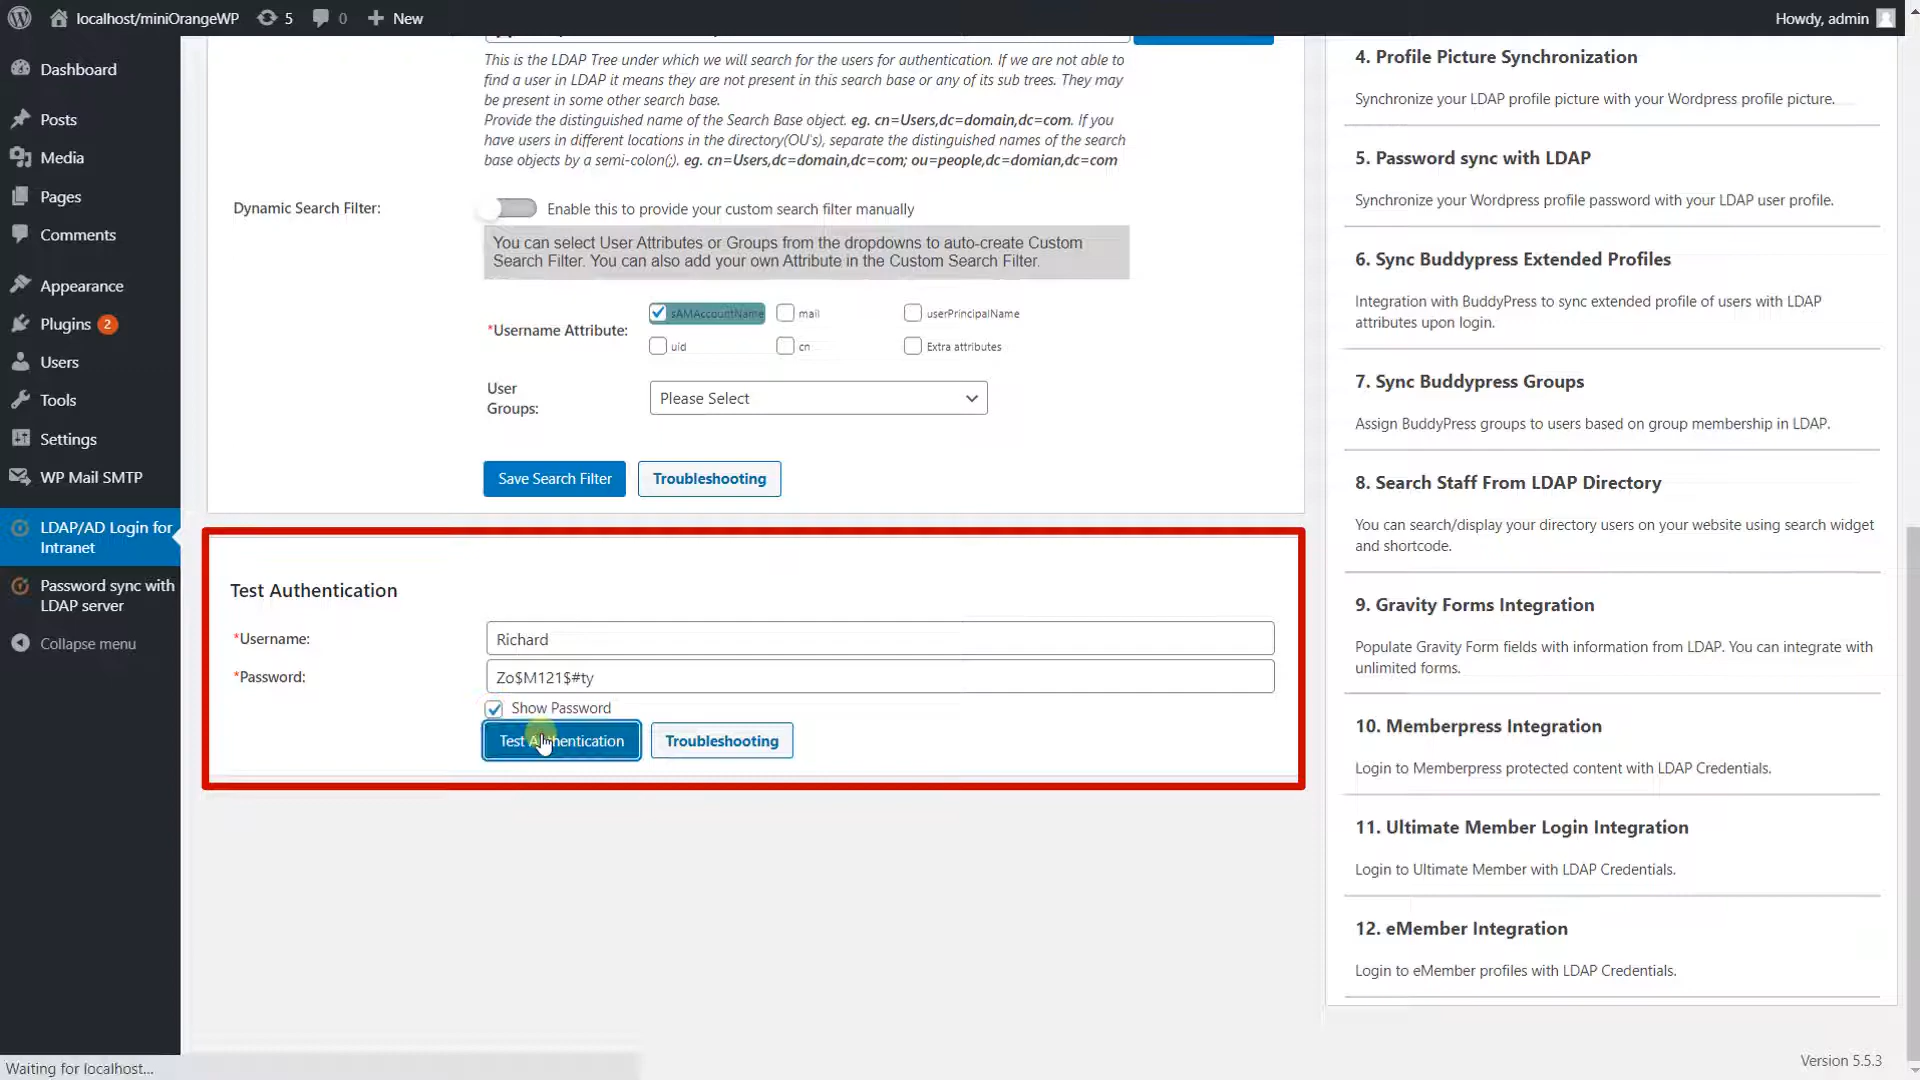 localhost/miniOrangeWP 5 0 New Howdy, admin
Dashboard
Posts
Media
Pages
Comments
Appearance
Plugins 2
Users
Tools
Settings
WP Mail SMTP
LDAP/AD Login for
Intranet
Password sync with
LDAP server
Collapse menu
This is the LDAP Tree under which we will search for the users for authentication. If we are not able to
find a user in LDAP it means they are not present in this search base or any of its sub trees. They may
be present in some other search base.
Provide the distinguished name of the Search Base object. eg. cn=Users,dc=domain,dc=com. If you
have users in different locations in the directory(OU's), separate the distinguished names of the search
base objects by a semi-colon(;). eg. cn=Users,dc=domain,dc=com; ou=people,dc=domian,dc=com
Dynamic Search Filter: Enable this to provide your custom search filter manually
You can select User Attributes or Groups from the dropdowns to auto-create Custom
Search Filter. You can also add your own Attribute in the Custom Search Filter.
*Username Attribute:
sAMAccountName mail userPrincipalName
uid cn Extra attributes
User
Groups:
Please Select
Save Search Filter Troubleshooting
Test Authentication
*Username: Richard
*Password: Zo$M121$#ty
Show Password
Test Authentication Troubleshooting
4. Profile Picture Synchronization
Synchronize your LDAP profile picture with your Wordpress profile picture.
5. Password sync with LDAP
Synchronize your Wordpress profile password with your LDAP user profile.
6. Sync Buddypress Extended Profiles
Integration with BuddyPress to sync extended profile of users with LDAP
attributes upon login.
7. Sync Buddypress Groups
Assign BuddyPress groups to users based on group membership in LDAP.
8. Search Staff From LDAP Directory
You can search/display your directory users on your website using search widget
and shortcode.
9. Gravity Forms Integration
Populate Gravity Form fields with information from LDAP. You can integrate with
unlimited forms.
10. Memberpress Integration
Login to Memberpress protected content with LDAP Credentials.
11. Ultimate Member Login Integration
Login to Ultimate Member with LDAP Credentials.
12. eMember Integration
Login to eMember profiles with LDAP Credentials.
Version 5.5.3
Waiting for localhost...